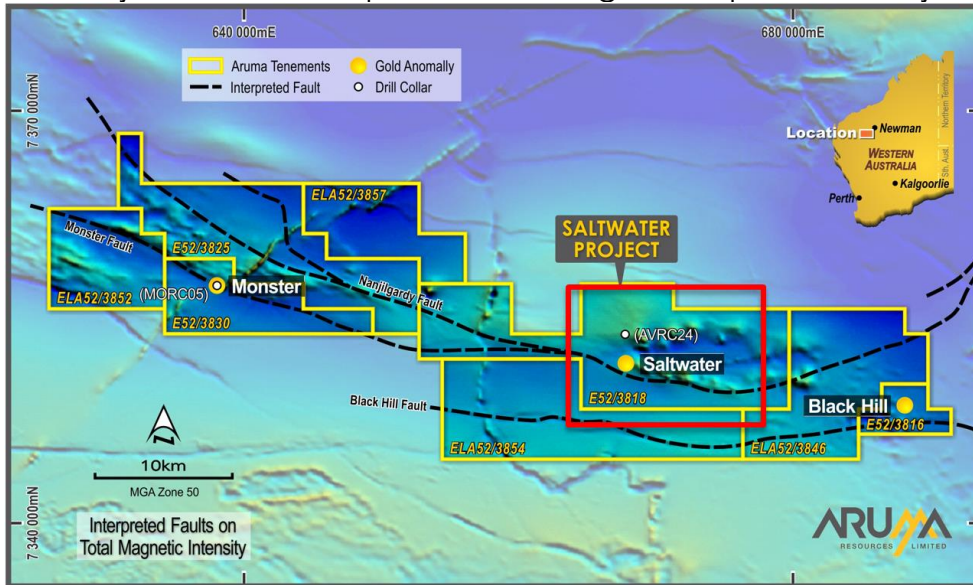 640 000mE
680 000mE
7 370 000mN
7 340 000mN
Aruma Tenements
Interpreted Fault
Gold Anomally
Drill Collar
Northern Territory
Sth. Aust.
Newman
Location
WESTERN
AUSTRALIA
Kalgoorlie
Perth
ELA52/3857
SALTWATER
PROJECT
Monster Fault
E52/3825
Nanjilgardy Fault
(MORC05)
Monster
ELA52/3852
E52/3830
(AVRC24)
Saltwater
E52/3818
Black Hill Fault
Black Hill
E52/3816
ELA52/3854
ELA52/3846
N
10km
MGA Zone 50
Interpreted Faults on
Total Magnetic Intensity
ARUMA
RESOURCES LIMITED